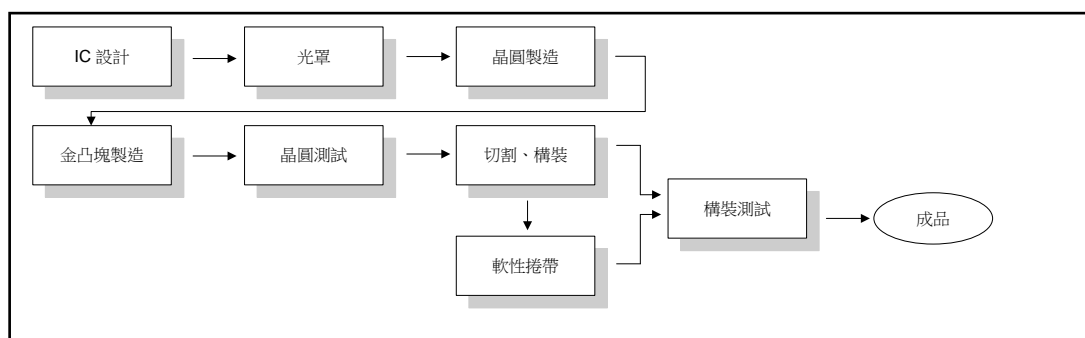 IC 設計
光罩
晶圓製造
金凸塊製造
晶圓測試
切割、構裝
構裝測試
成品
軟性捲帶